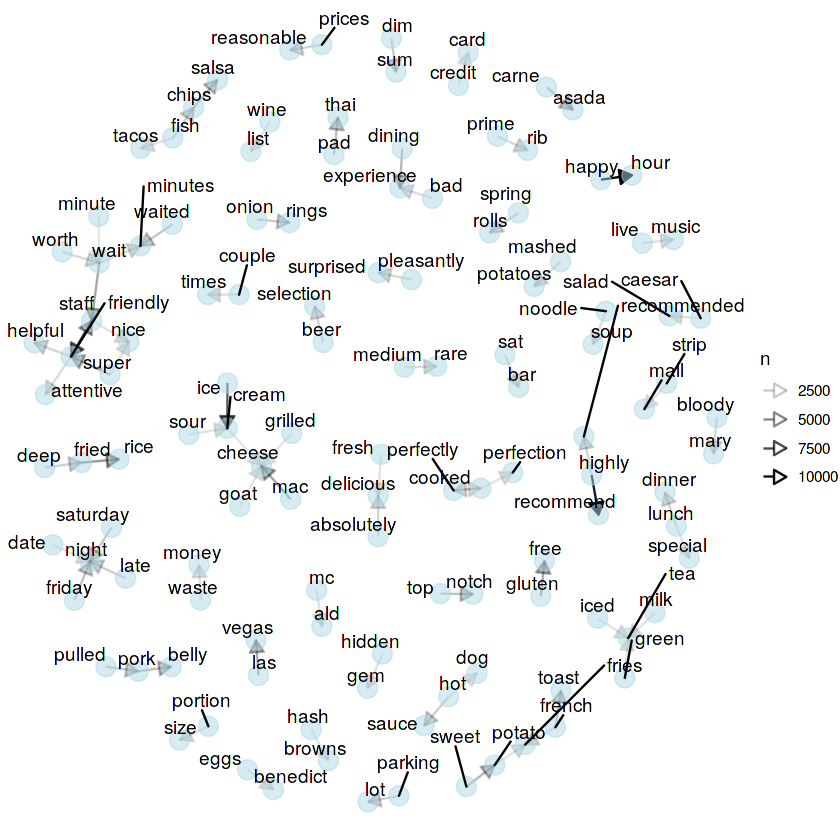 prices
dim
reasonable
card
sum
salsa
credit
carne
chips
asada
wine
thai
fish
tacos
list
pad
dining
prime
rib
experience
happy
hour
minutes
bad
minute
waited
onion
rings
spring
rolls
live
music
worth
wait
couple
surprised
pleasantly
mashed
potatoes
salad
caesar
times
selection
staff
friendly
noodle
recommended
helpful
nice
beer
soup
strip
super
medium
rare
sat
mall
n
attentive
ice
cream
bar
2500
bloody
5000
sour
grilled
mary
7500
deep
fried
rice
cheese
fresh
perfectly
perfection
highly
10000
goat
mac
delicious
cooked
dinner
recommend
saturday
absolutely
lunch
date
night
money
free
special
late
tea
friday
waste
mc
top
notch
gluten
iced
milk
ald
vegas
hidden
green
pulled
pork
belly
las
gem
dog
fries
hot
toast
portion
french
size
hash
sauce
sweet
potato
browns
eggs
benedict
parking
lot